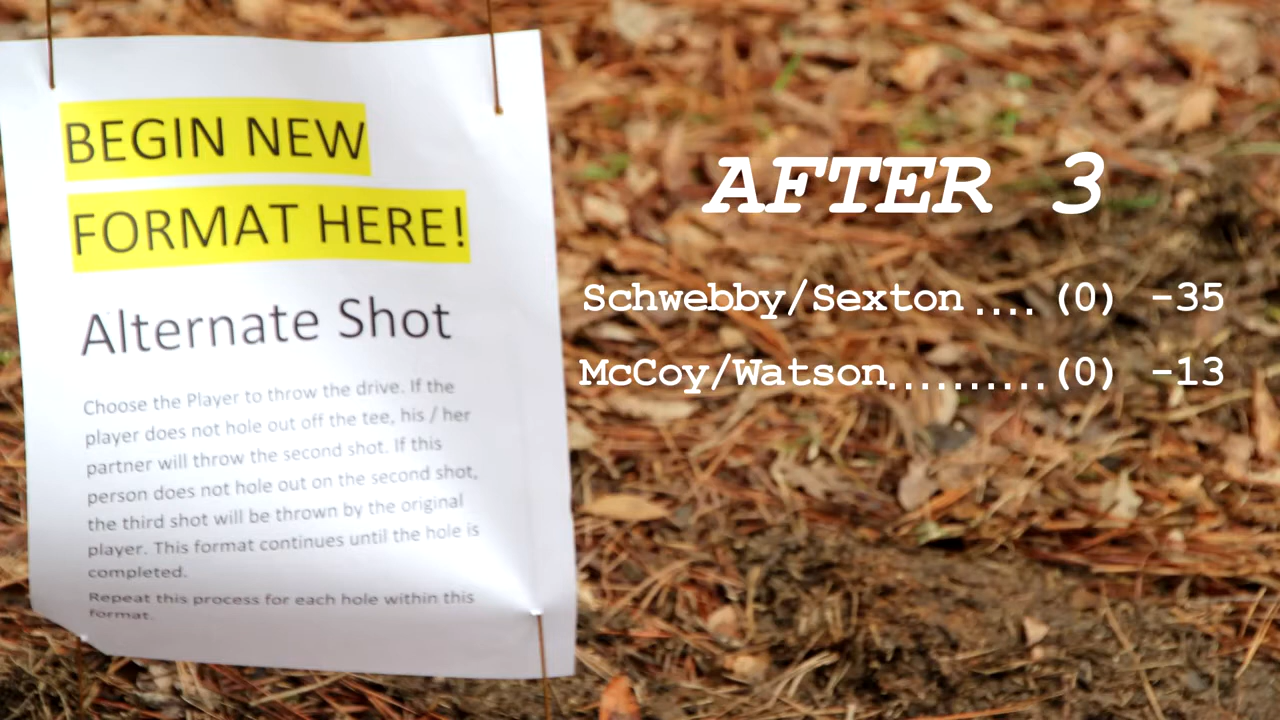 BEGIN NEW
FORMAT HERE!
Alternate Shot
Choose the Player to throw the drive. If the
player does not hole out off the tee, his / her
partner will throw the second shot. If this
person does not hole out on the second shot,
the third shot will be thrown by the original
player. This format continues until the hole is
completed.
Repeat this process for each hole within this
format.
AFTER 3
Schwebby/Sexton....(0) -35
McCoy/Watson..........(0) -13